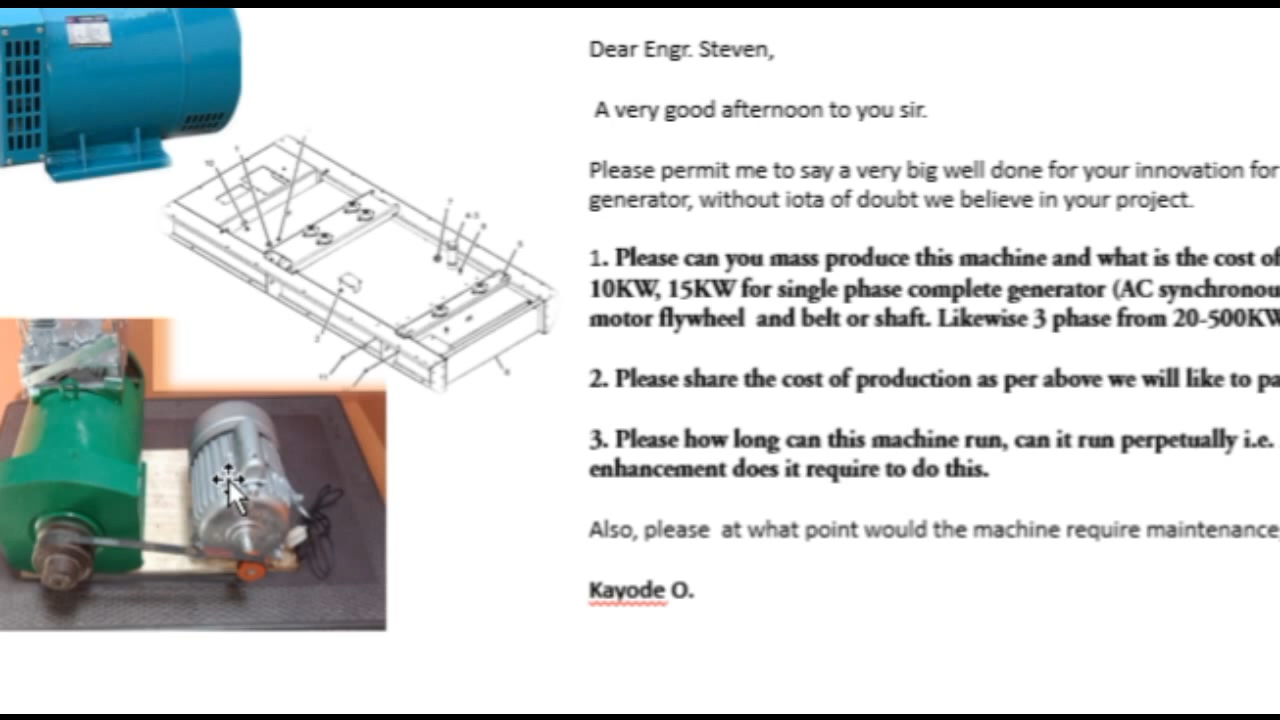 Dear Engr. Steven,
A very good afternoon to you sir.
Please permit me to say a very big well done for your innovation for
generator, without iota of doubt we believe in your project.
1. Please can you mass produce this machine and what is the cost of
10KW, 15KW for single phase complete generator (AC synchronou
motor flywheel and belt or shaft. Likewise 3 phase from 20-500KW
2. Please share the cost of production as per above we will like to pa
3. Please how long can this machine run, can it run perpetually i.e.
enhancement does it require to do this.
Also, please at what point would the machine require maintenance,
Kayode O.